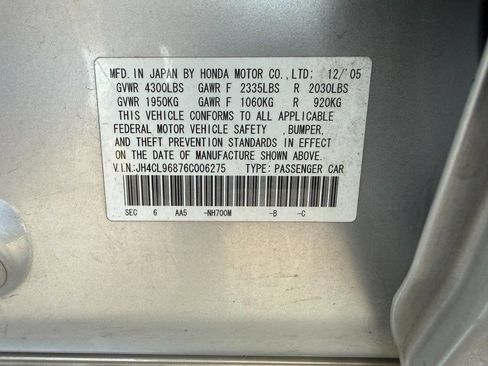 MFD. IN JAPAN BY HONDA MOTOR CO., LTD: 12/'05
GVWR 4300LBS GAWR F 2335LBS R 2030LBS
GVWR 1950KG GAWR F 1060KG R 920KG
THIS VEHICLE CONFORMS TO ALL APPLICABLE
FEDERAL MOTOR VEHICLE SAFETY ,BUMPER,
AND THEFT PREVENTION STANDARDS IN EFFECT
ON THE DATE OF MANUFACTURE SHOWN ABOVE.
V.I.N.:JH4CL96876C006275 TYPE: PASSENGER CAR
SEC 6 AA5 -NH700M -B -C